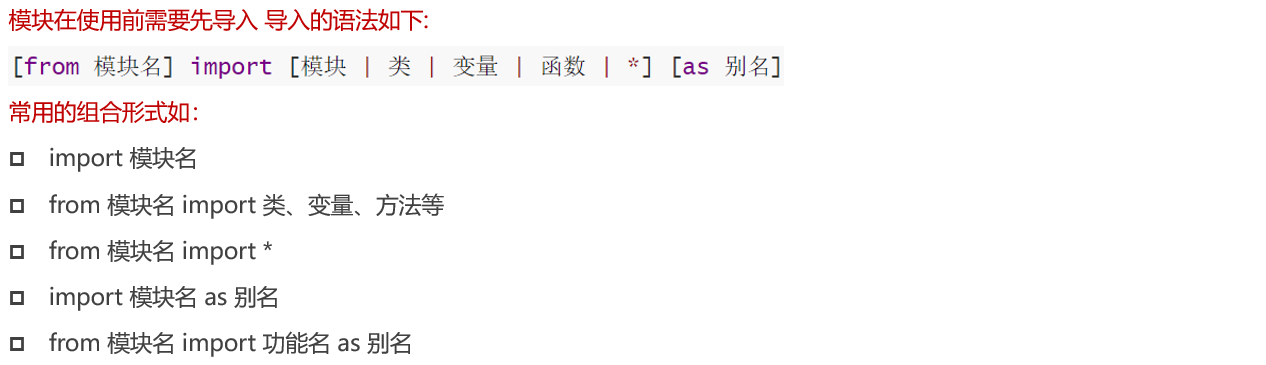 模块在使用前需要先导入 导入的语法如下:
[from 模块名] import [模块 | 类 | 变量 | 函数 | *] [as 别名]
常用的组合形式如：
import 模块名
from 模块名 import 类、变量、方法等
from 模块名 import *
import 模块名 as 别名
from 模块名 import 功能名 as 别名